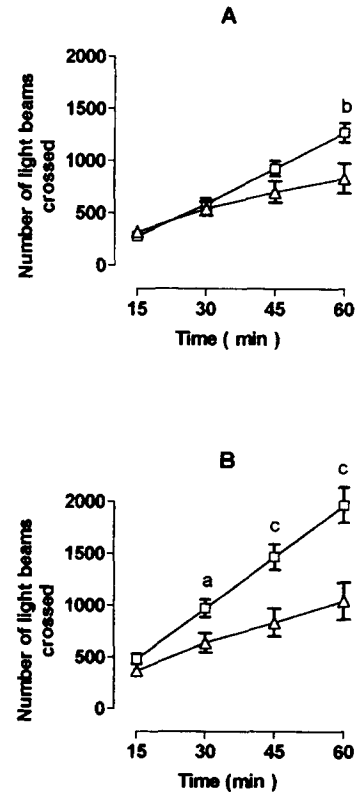 A
Number of light beams
crossed
2000
1500
1000
500
0
b
15 30 45 60
Time ( min )
B
Number of light beams
crossed
2000
1500
1000
500
0
a
c
c
15 30 45 60
Time (min )